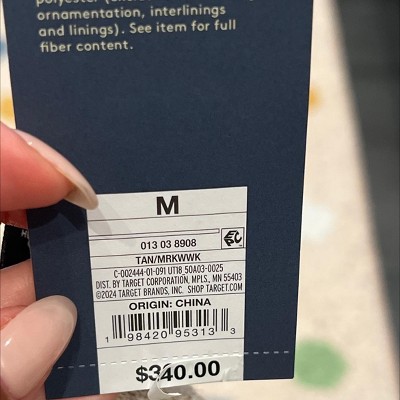 polyester
ornamentation, interlinings
and linings). See item for full
fiber content.
M
013 03 8908
TAN/MRKWWK
C-002444-01-091 UT18 50A03-0025
DIST. BY TARGET CORPORATION, MPLS., MN 55403
©2024 TARGET BRANDS, INC. SHOP TARGET.COM
ORIGIN: CHINA
1 98420 95313 3
$340.00